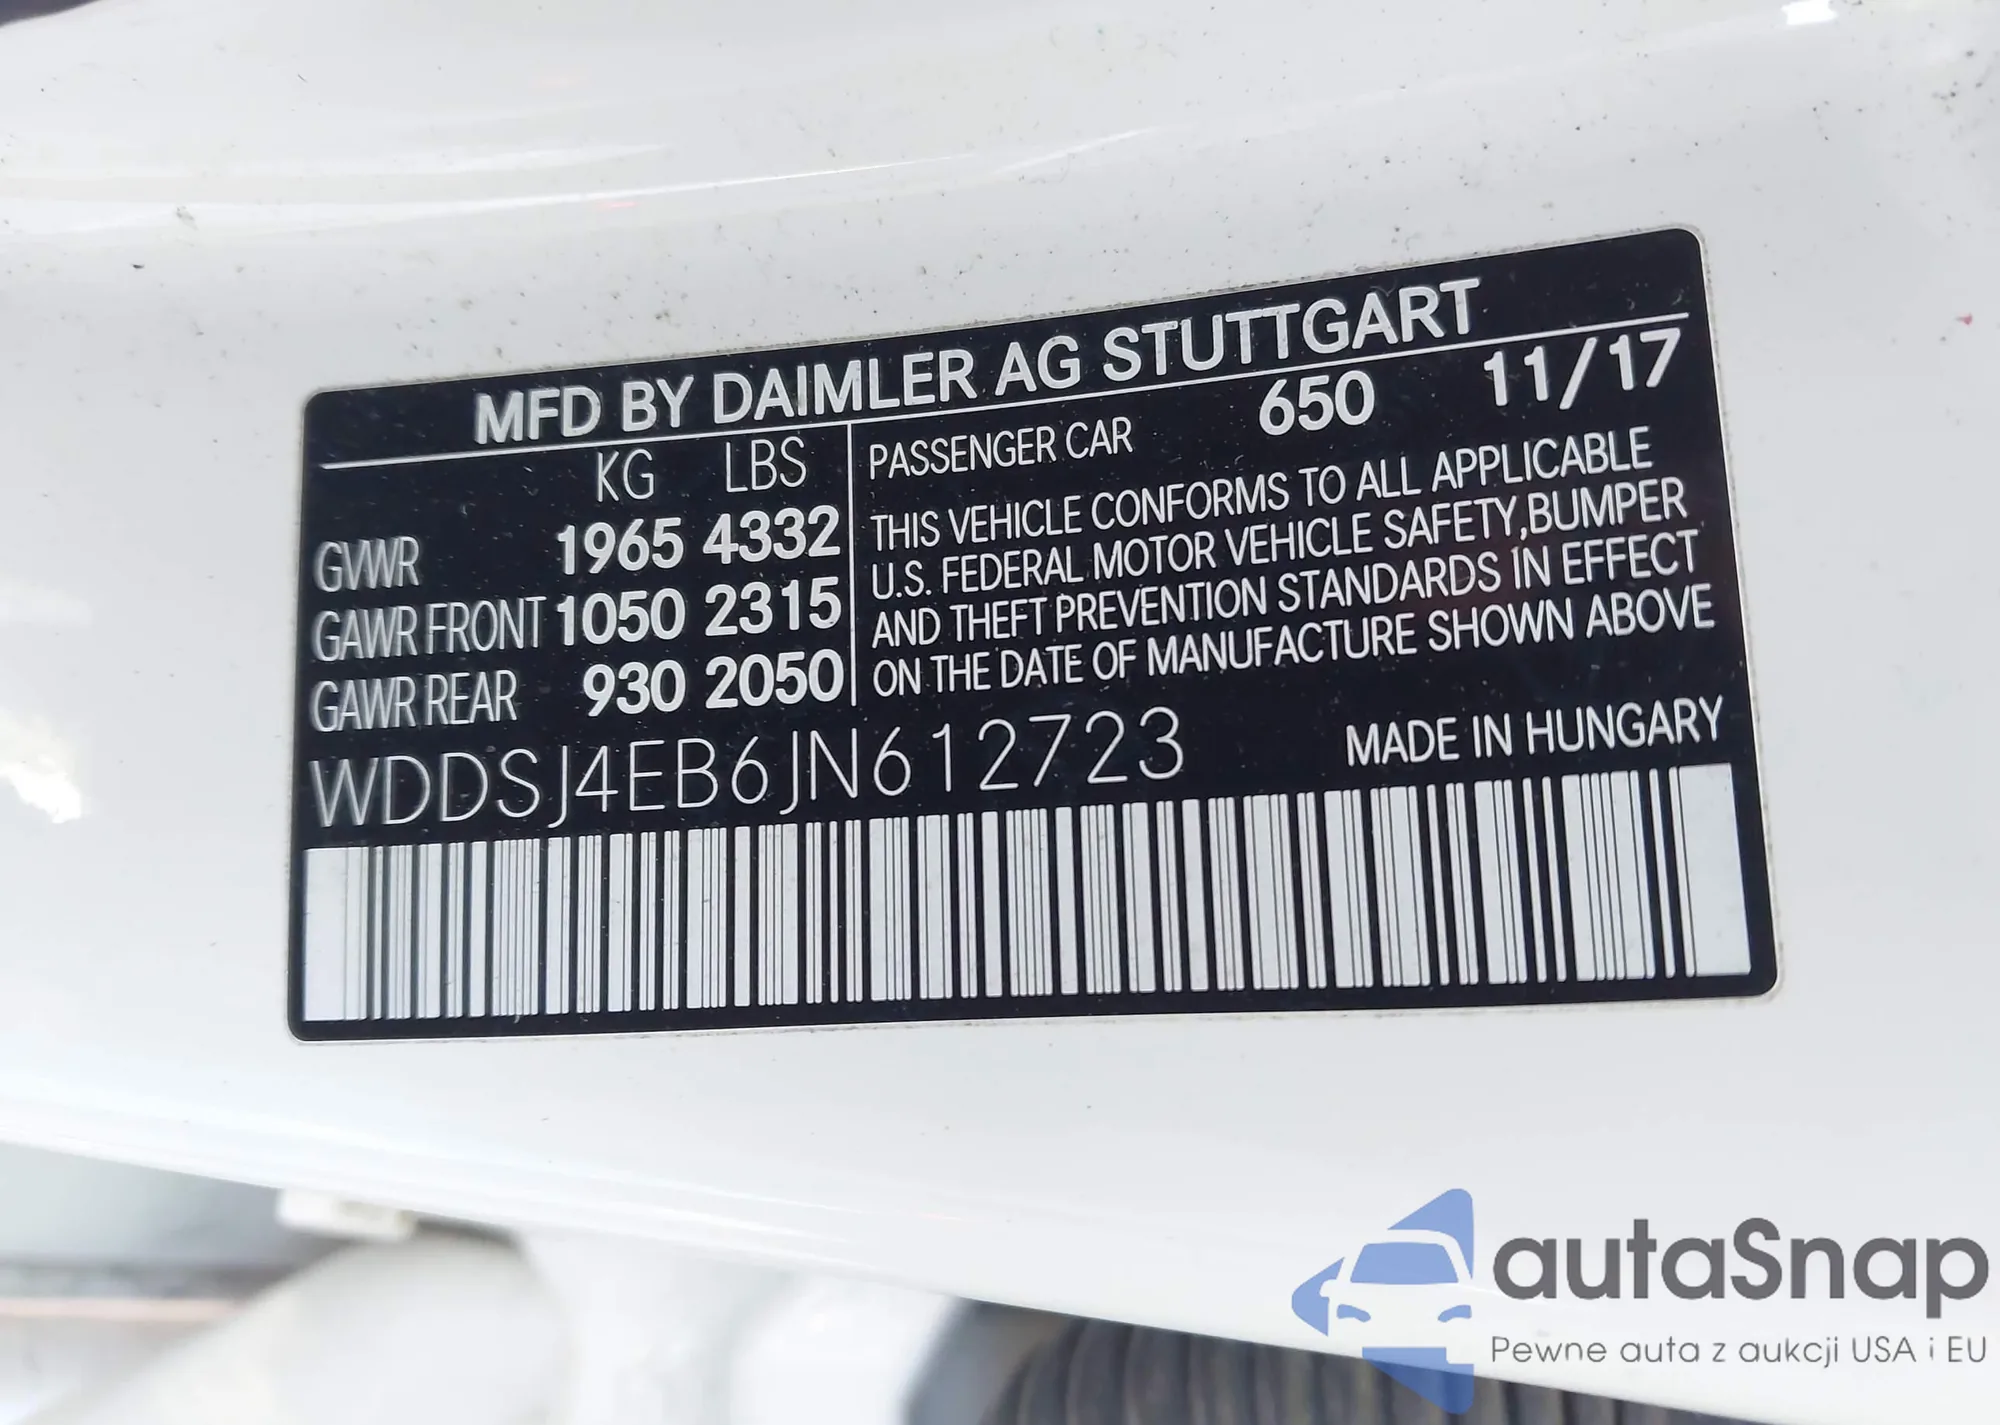 MFD BY DAIMLER AG STUTTGART
KG LBS
GVWR 1965 4332
GAWR FRONT 1050 2315
GAWR REAR 930 2050
PASSENGER CAR 650 11/17
THIS VEHICLE CONFORMS TO ALL APPLICABLE
U.S. FEDERAL MOTOR VEHICLE SAFETY,BUMPER
AND THEFT PREVENTION STANDARDS IN EFFECT
ON THE DATE OF MANUFACTURE SHOWN ABOVE
WDDSJ4EB6JN612723 MADE IN HUNGARY
autaSnap
Pewne auta z aukcji USA i EU